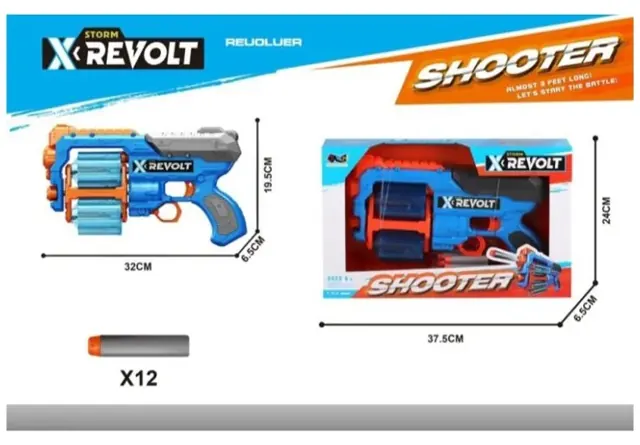 STORM
X REVOLT
REUOLUER
SHOOTER
ALMOST 3 FEET LONG!
LET'S START THE BATTLE!
X REVOLT
19.5CM
6.5CM
32CM
STORM
X REVOLT
X REVOLT
SHOOTER
24CM
6.5CM
37.5CM
X12